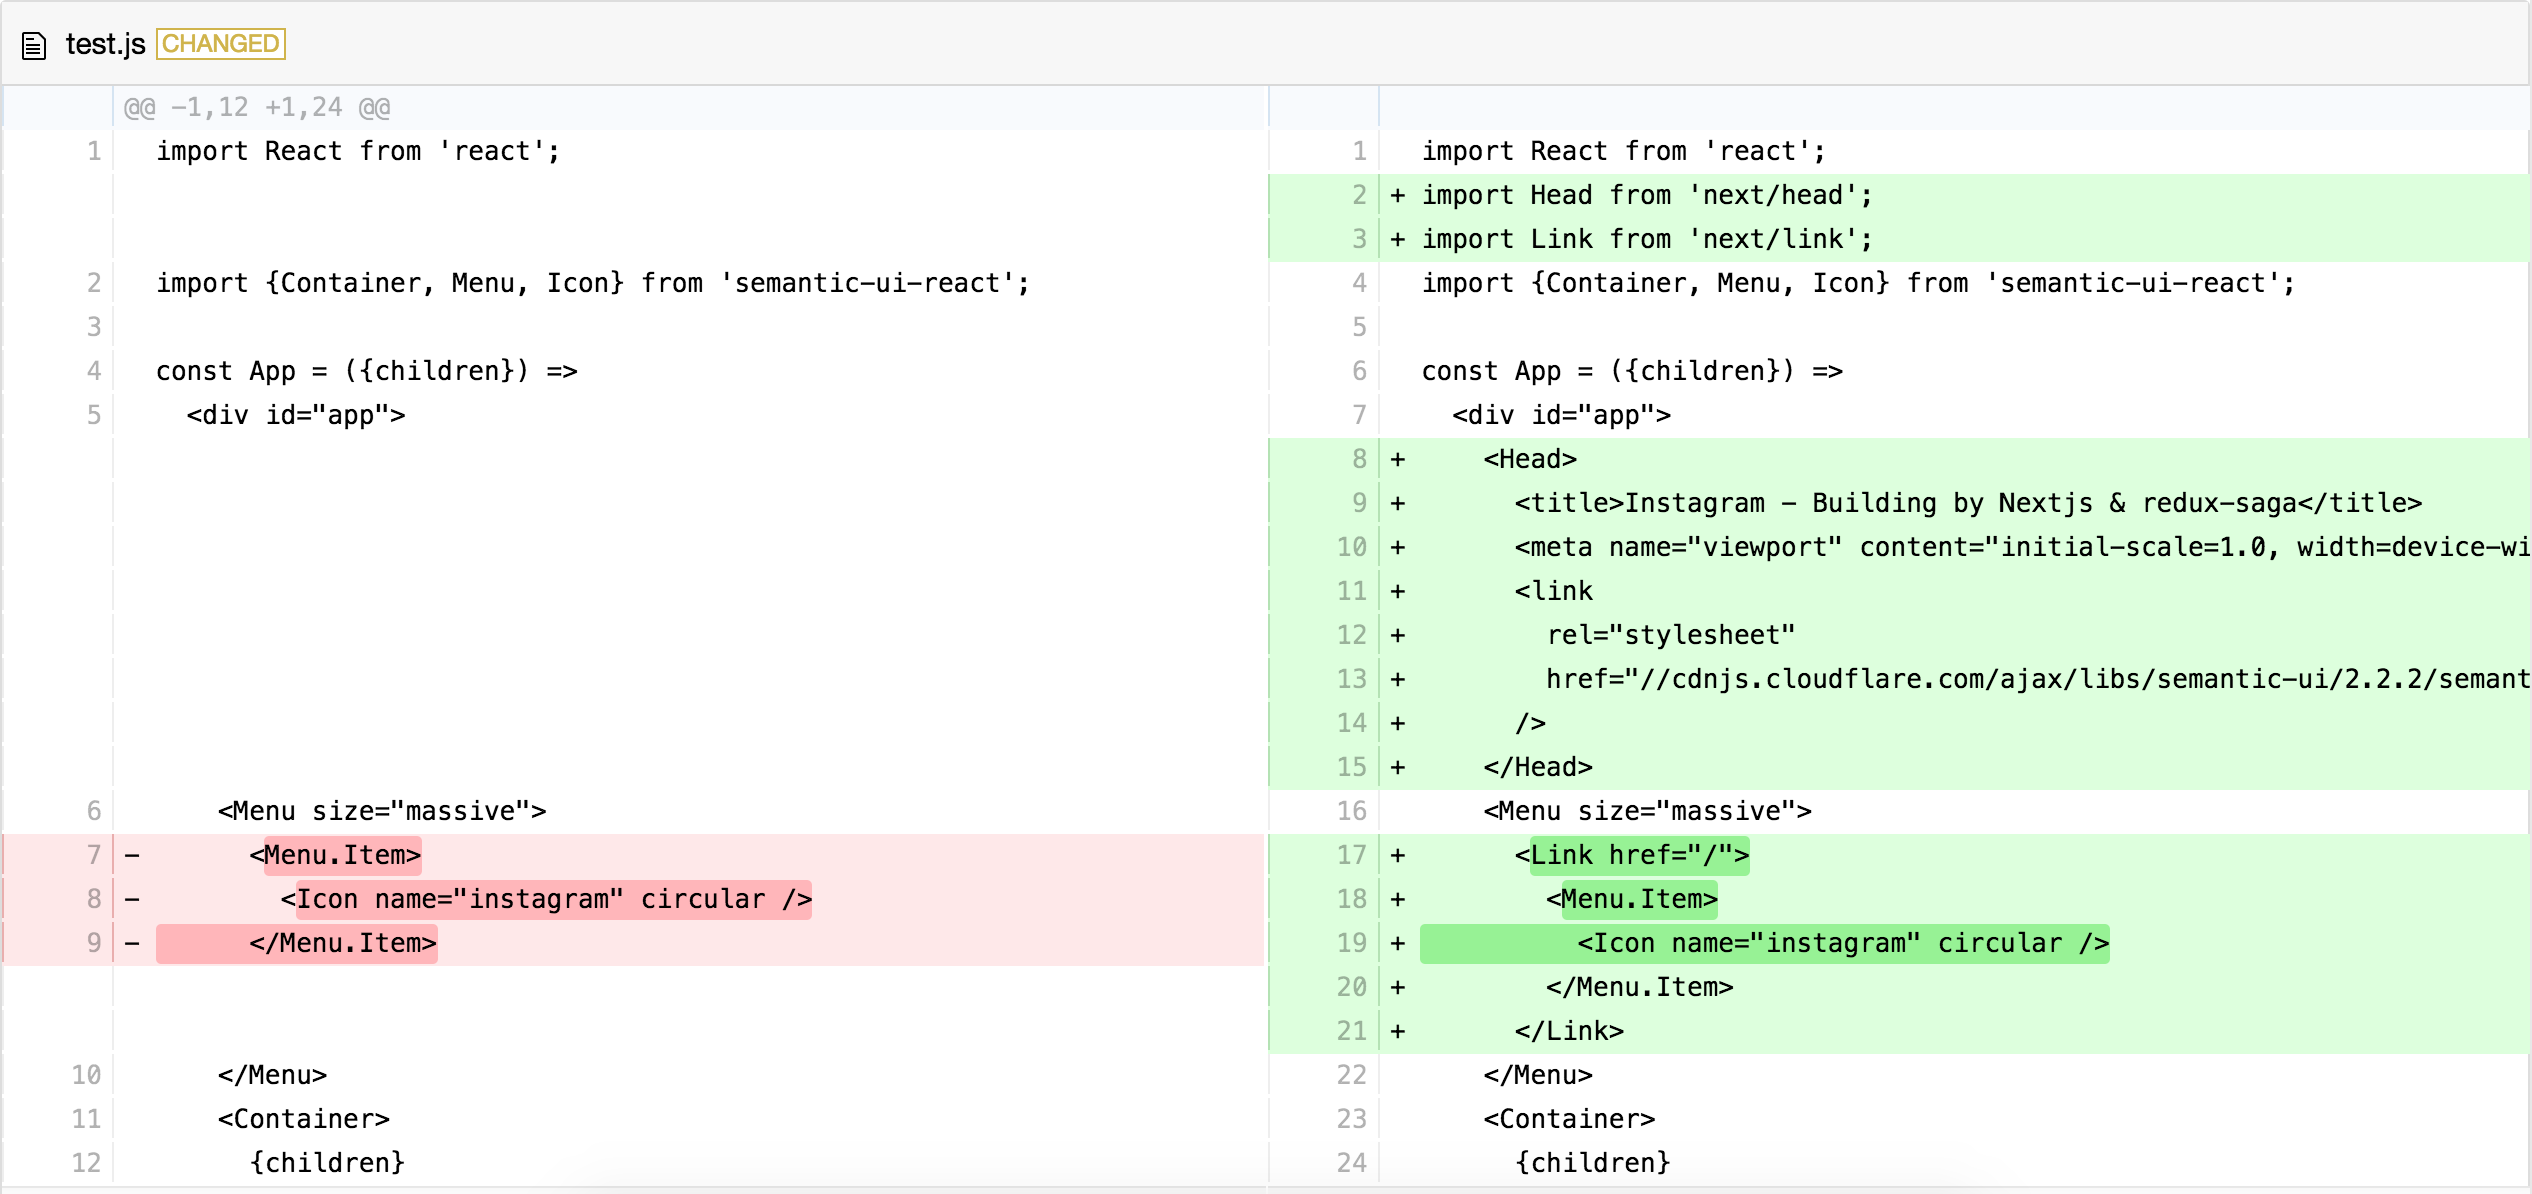 test.js CHANGED
@@ -1,12 +1,24 @@
1 import React from 'react';
2 import {Container, Menu, Icon} from 'semantic-ui-react';
3
4 const App = ({children}) =>
5 <div id="app">
6 <Menu size="massive">
7 - <Menu.Item>
8 - <Icon name="instagram" circular />
9 - </Menu.Item>
10 </Menu>
11 <Container>
12 {children}
1 import React from 'react';
2 + import Head from 'next/head';
3 + import Link from 'next/link';
4 import {Container, Menu, Icon} from 'semantic-ui-react';
5
6 const App = ({children}) =>
7 <div id="app">
8 + <Head>
9 + <title>Instagram - Building by Nextjs & redux-saga</title>
10 + <meta name="viewport" content="initial-scale=1.0, width=device-wi
11 + <link
12 + rel="stylesheet"
13 + href="//cdnjs.cloudflare.com/ajax/libs/semantic-ui/2.2.2/semant
14 + />
15 + </Head>
16 <Menu size="massive">
17 + <Link href="/">
18 + <Menu.Item>
19 + <Icon name="instagram" circular />
20 + </Menu.Item>
21 + </Link>
22 </Menu>
23 <Container>
24 {children}